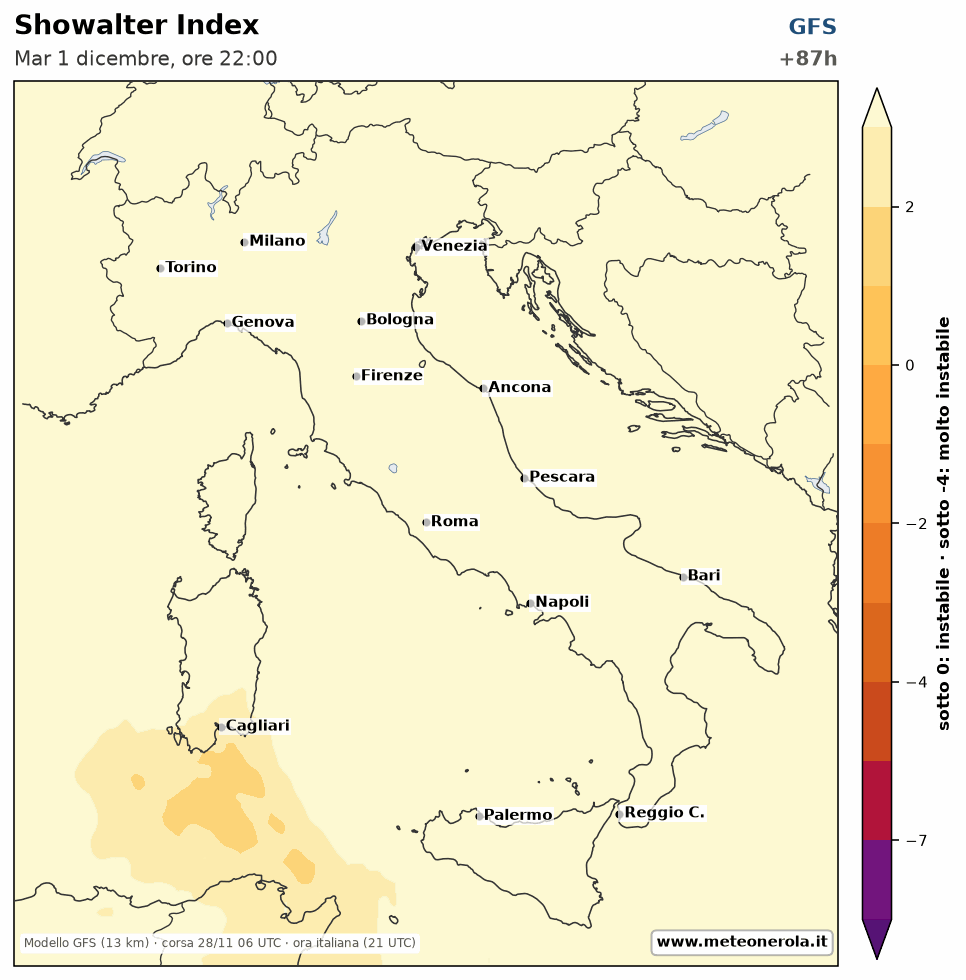 Showalter Index
GFS
Mar 1 dicembre, ore 22:00
+87h
Milano
Venezia
Torino
Genova
Bologna
Firenze
Ancona
Pescara
Roma
Bari
Napoli
Cagliari
Palermo
Reggio C.
2
0
−2
−4
−7
sotto 0: instabile · sotto -4: molto instabile
Modello GFS (13 km) · corsa 28/11 06 UTC · ora italiana (21 UTC)
www.meteonerola.it